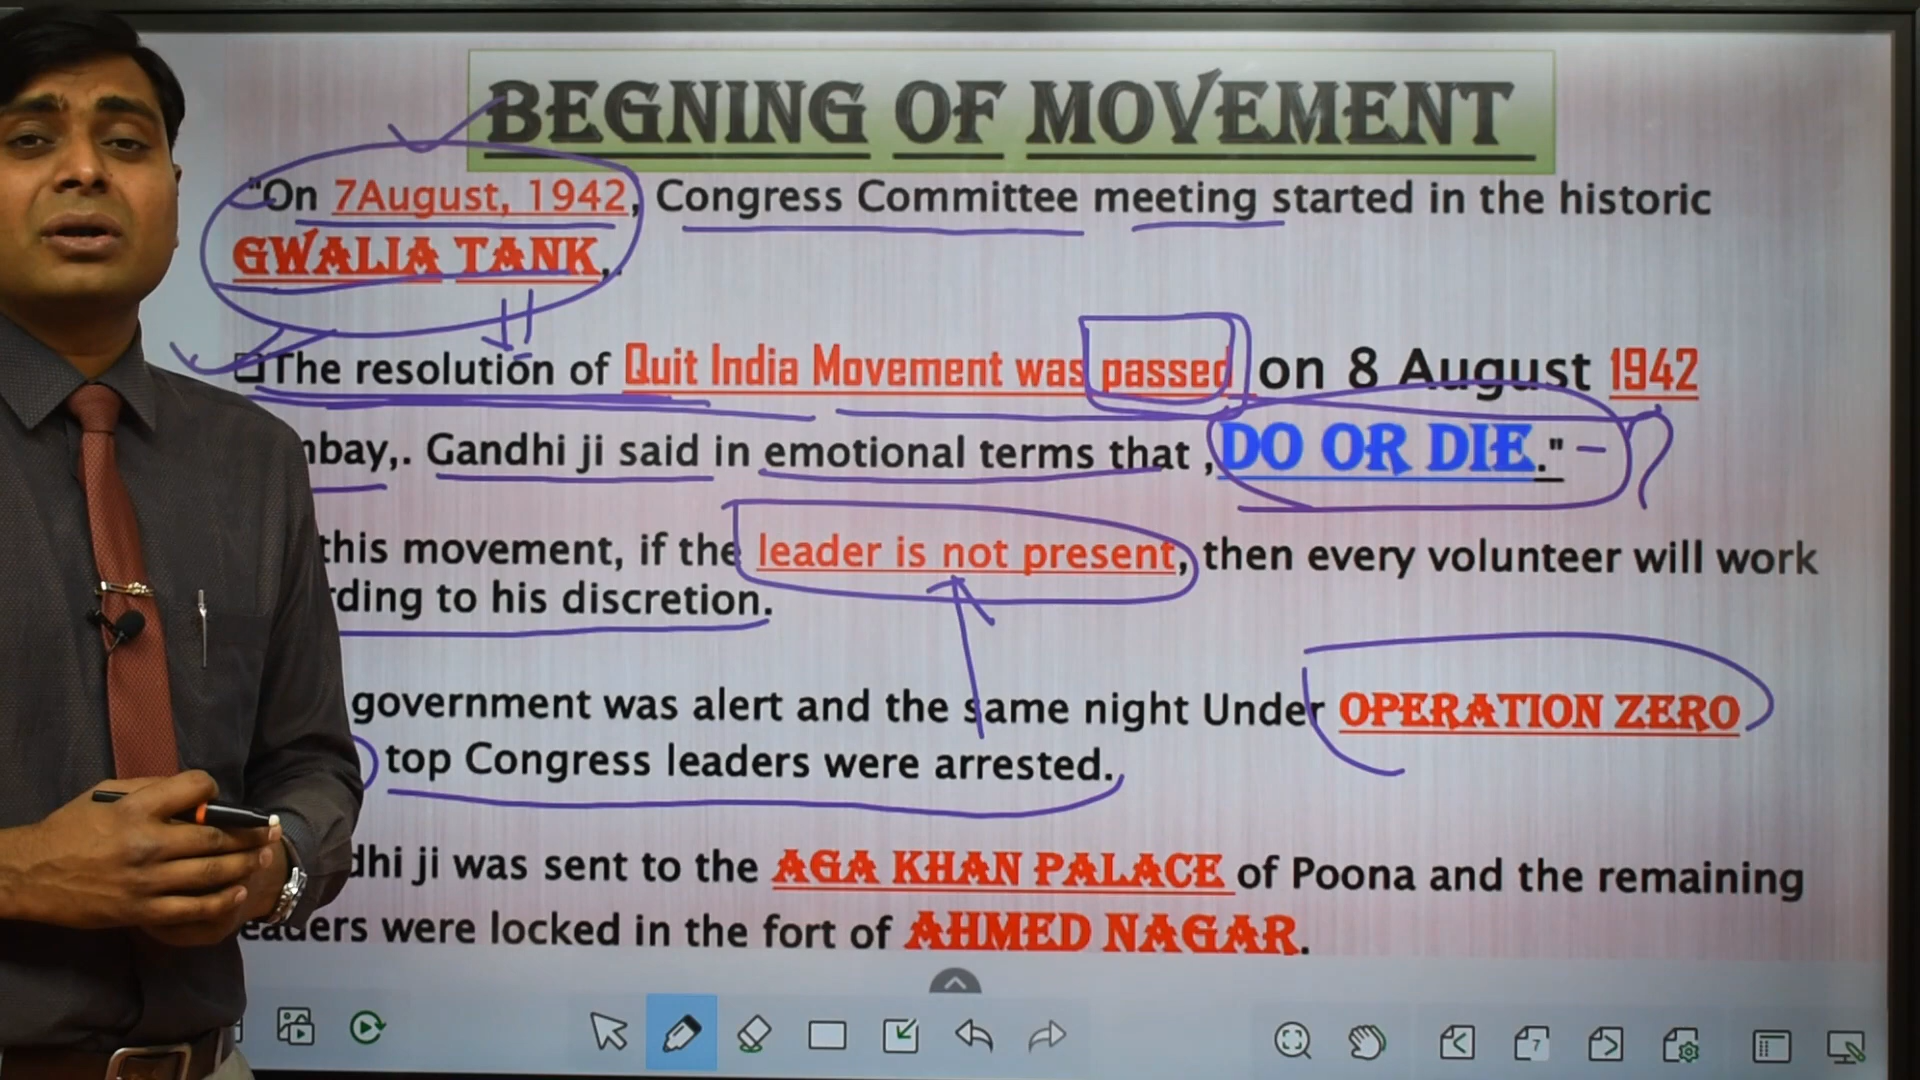 BEGNING OF MOVEMENT
"On 7August, 1942, Congress Committee meeting started in the historic
GWALIA TANK,.
The resolution of Quit India Movement was passed on 8 August 1942
Gandhi ji said in emotional terms that ,DO OR DIE."
this movement, if the leader is not present, then every volunteer will work
to his discretion.
government was alert and the same night Under OPERATION ZERO
top Congress leaders were arrested.
ji was sent to the AGA KHAN PALACE of Poona and the remaining
were locked in the fort of AHMED NAGAR.
7